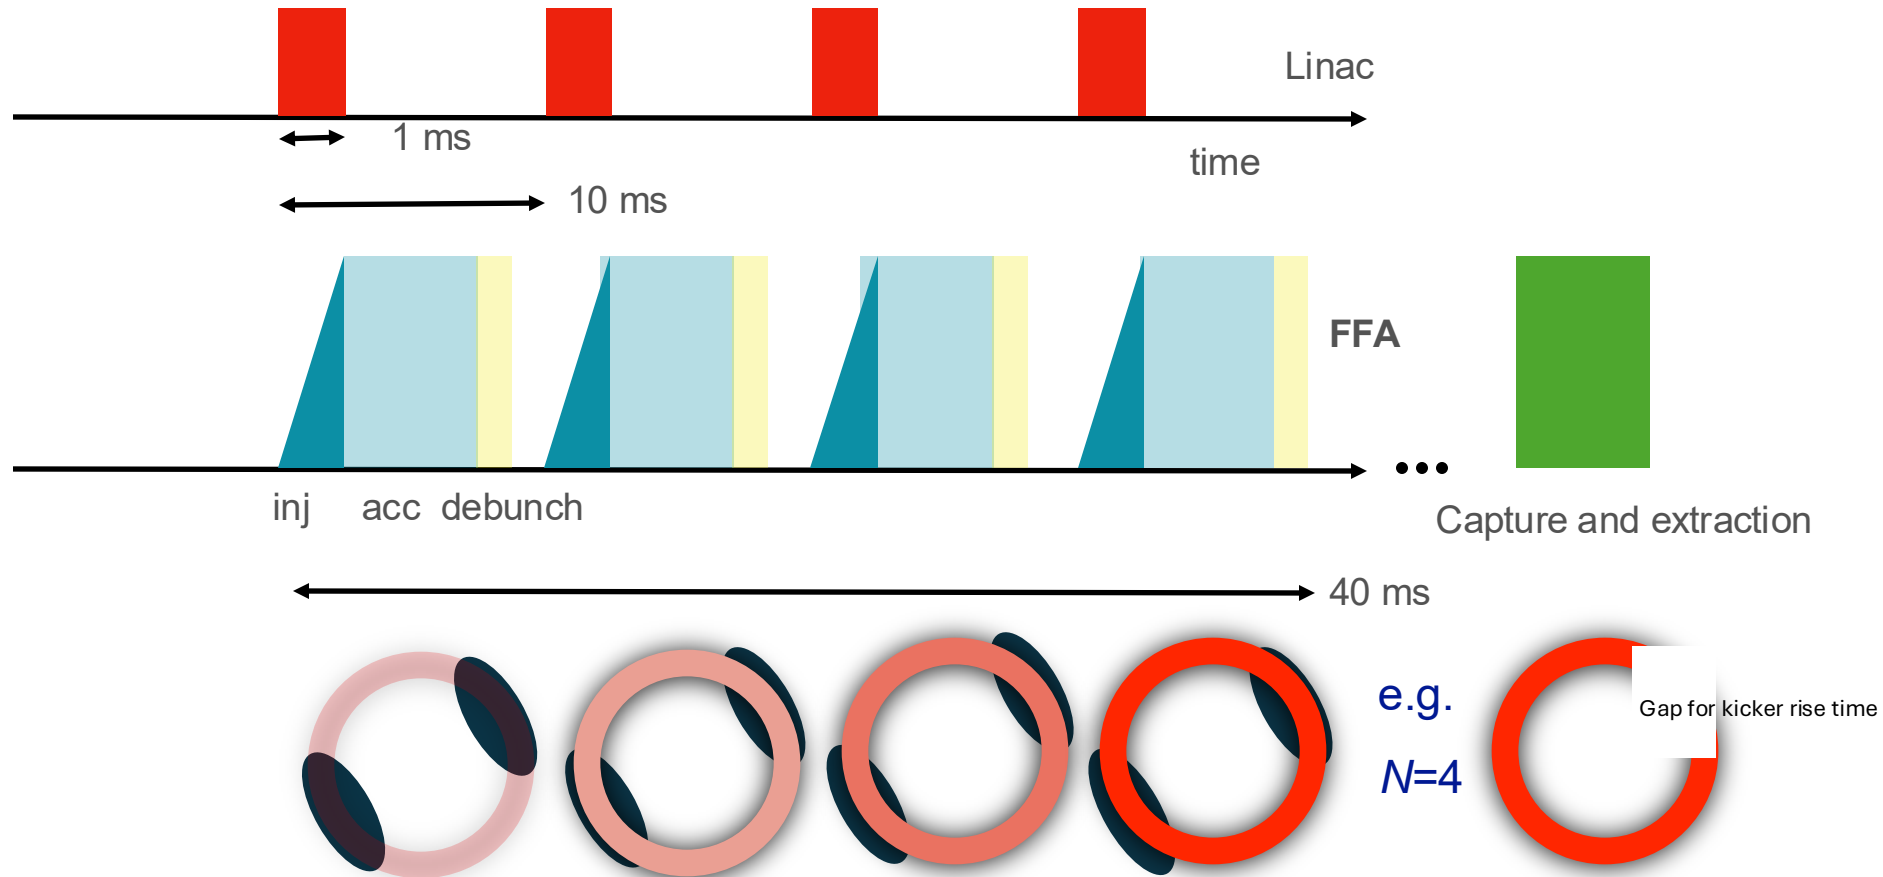 Linac
1 ms
time
10 ms
FFA
inj acc debunch
Capture and extraction
40 ms
e.g.
Gap for kicker rise time
N=4